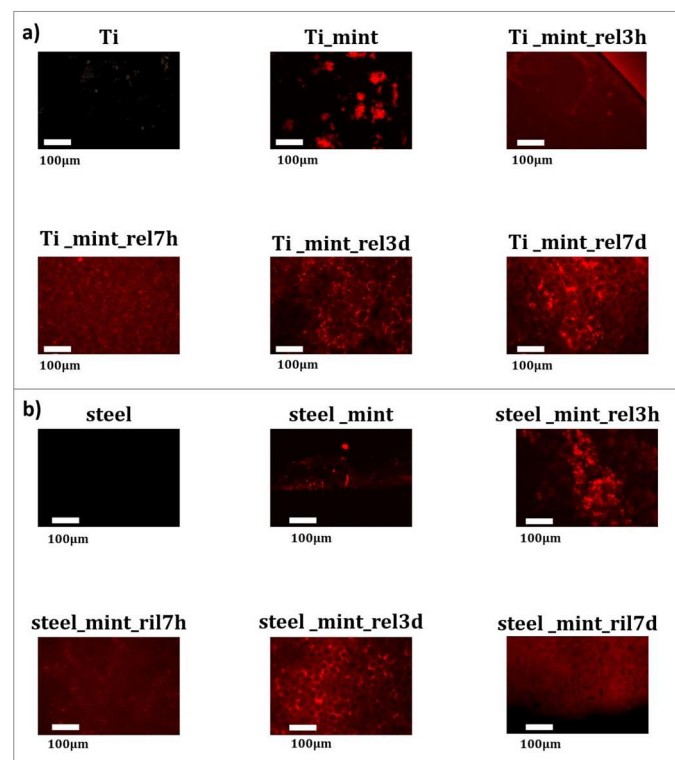 a)
Ti
Ti_mint
Ti _mint_rel3h
100µm
100µm
100µm
Ti _mint_rel7h
Ti _mint_rel3d
Ti _mint_rel7d
100µm
100µm
100µm
b)
steel
steel _mint
steel _mint_rel3h
100µm
100µm
100µm
steel_mint_ril7h
steel _mint_rel3d
steel _mint_ril7d
100µm
100µm
100µm